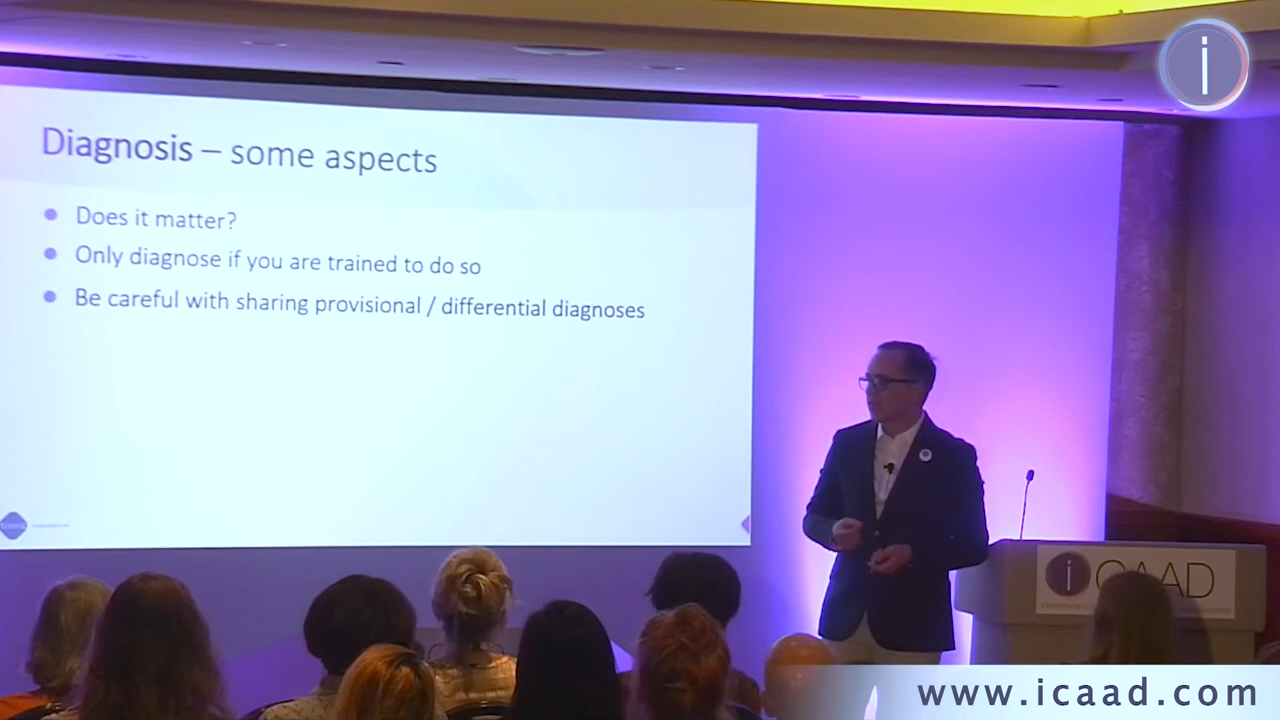 i
Diagnosis – some aspects
Does it matter?
Only diagnose if you are trained to do so
Be careful with sharing provisional / differential diagnoses
iCAAD
www.icaad.com